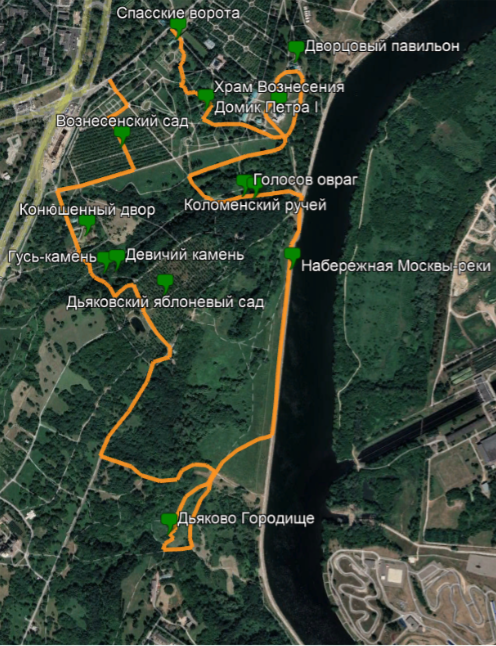 Спасские ворота
Дворцовый павильон
Храм Вознесения
Домик Петра I
Вознесенский сад
Голосов овраг
Коломенский ручей
Конюшенный двор
Гусь-камень
Девичий камень
Набережная Москвы-реки
Дьяковский яблоневый сад
Дьяково Городище